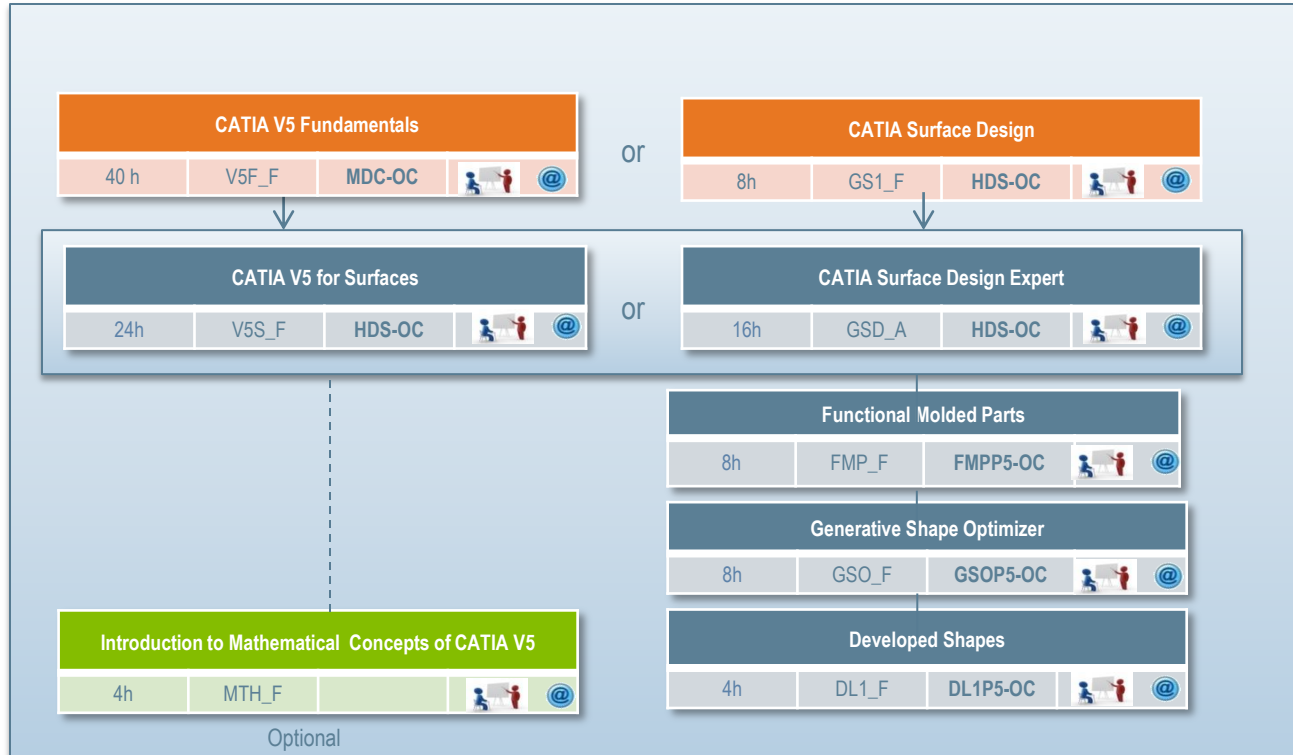 CATIA V5 Fundamentals
40 h V5F_F MDC-OC @
or
CATIA Surface Design
8h GS1_F HDS-OC @
CATIA V5 for Surfaces
24h V5S_F HDS-OC @
or
CATIA Surface Design Expert
16h GSD_A HDS-OC @
Functional Molded Parts
8h FMP_F FMPP5-OC @
Generative Shape Optimizer
8h GSO_F GSOP5-OC @
Introduction to Mathematical Concepts of CATIA V5
4h MTH_F @
Optional
Developed Shapes
4h DL1_F DL1P5-OC @